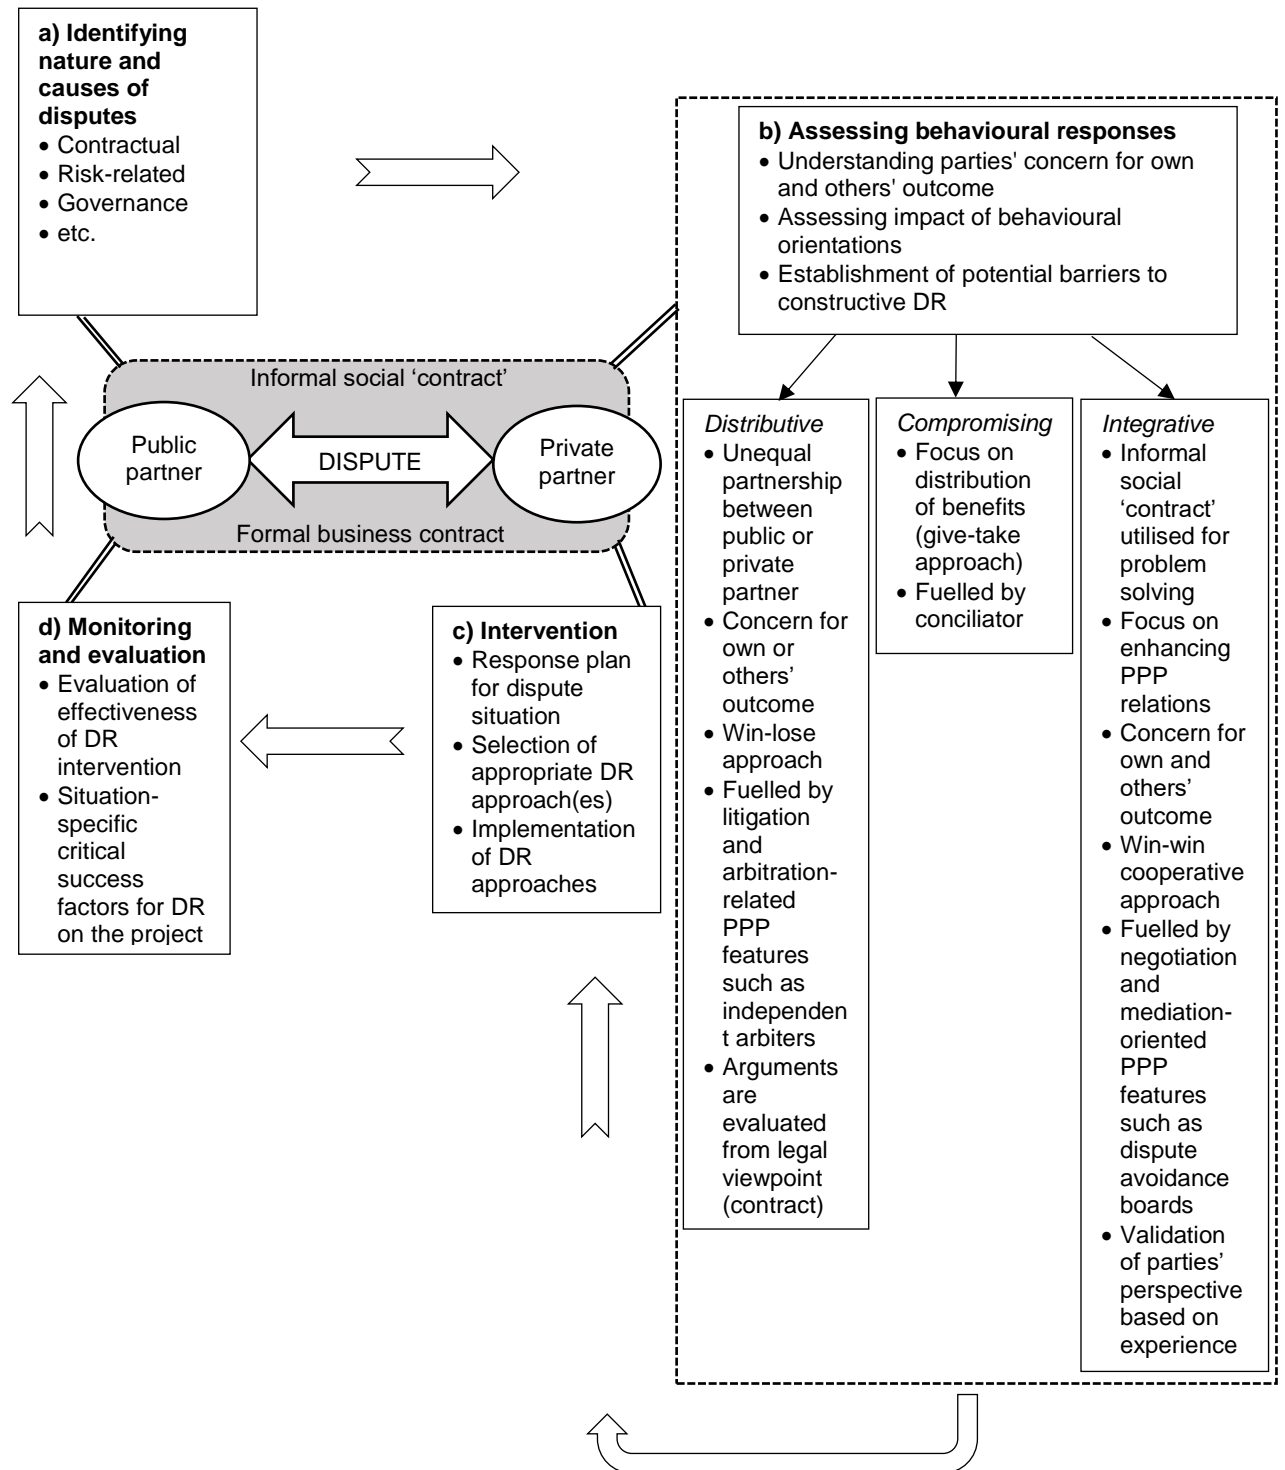 a) Identifying
nature and
causes of
disputes
• Contractual
• Risk-related
• Governance
• etc.
b) Assessing behavioural responses
• Understanding parties' concern for own
and others' outcome
• Assessing impact of behavioural
orientations
• Establishment of potential barriers to
constructive DR
Informal social ‘contract’
Public
partner
DISPUTE
Private
partner
Formal business contract
Distributive
• Unequal
partnership
between
public or
private
partner
• Concern for
own or
others’
outcome
• Win-lose
approach
• Fuelled by
litigation
and
arbitration-
related
PPP
features
such as
independen
t arbiters
• Arguments
are
evaluated
from legal
viewpoint
(contract)
Compromising
• Focus on
distribution
of benefits
(give-take
approach)
• Fuelled by
conciliator
Integrative
• Informal
social
‘contract’
utilised for
problem
solving
• Focus on
enhancing
PPP
relations
• Concern for
own and
others’
outcome
• Win-win
cooperative
approach
• Fuelled by
negotiation
and
mediation-
oriented
PPP
features
such as
dispute
avoidance
boards
• Validation
of parties’
perspective
based on
experience
c) Intervention
• Response plan
for dispute
situation
• Selection of
appropriate DR
approach(es)
• Implementation
of DR
approaches
d) Monitoring
and evaluation
• Evaluation of
effectiveness
of DR
intervention
• Situation-
specific
critical
success
factors for DR
on the project